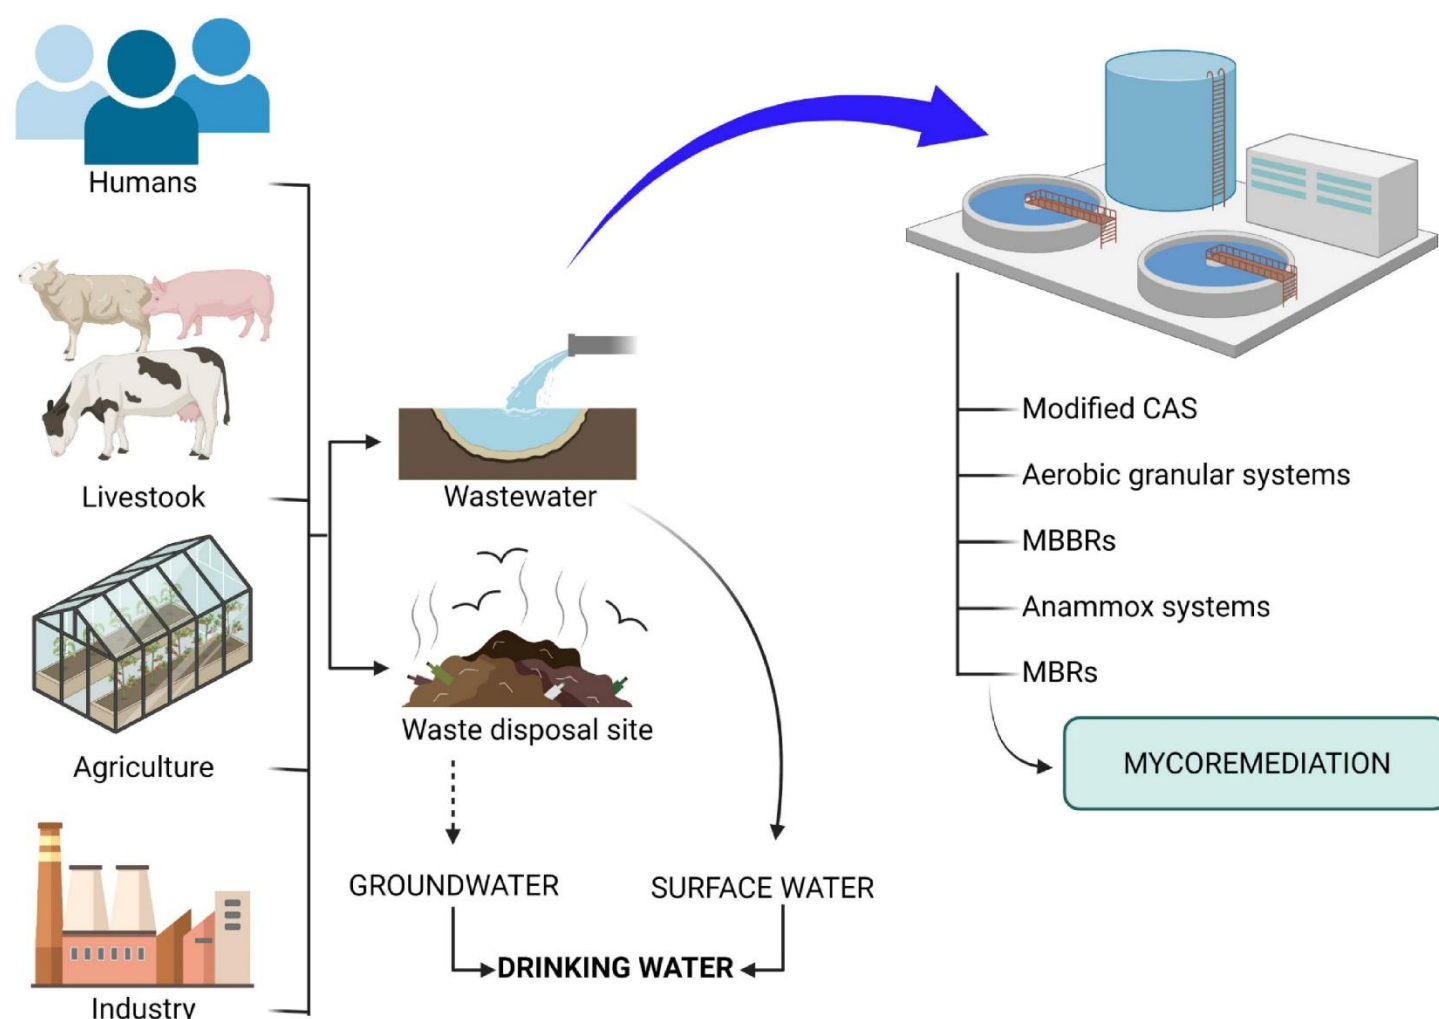 Humans
Livestook
Agriculture
Industry
Wastewater
Waste disposal site
GROUNDWATER
SURFACE WATER
DRINKING WATER
Modified CAS
Aerobic granular systems
MBBRs
Anammox systems
MBRs
MYCOREMEDIATION